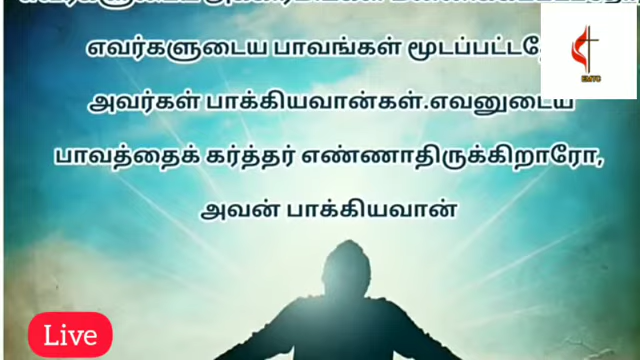 எவர்களுடைய பாவங்கள் மூடப்பட்டதோ
அவர்கள் பாக்கியவான்கள்.எவனுடைய
பாவத்தைக் கர்த்தர் எண்ணாதிருக்கிறாரோ,
அவன் பாக்கியவான்
EMTC
Live